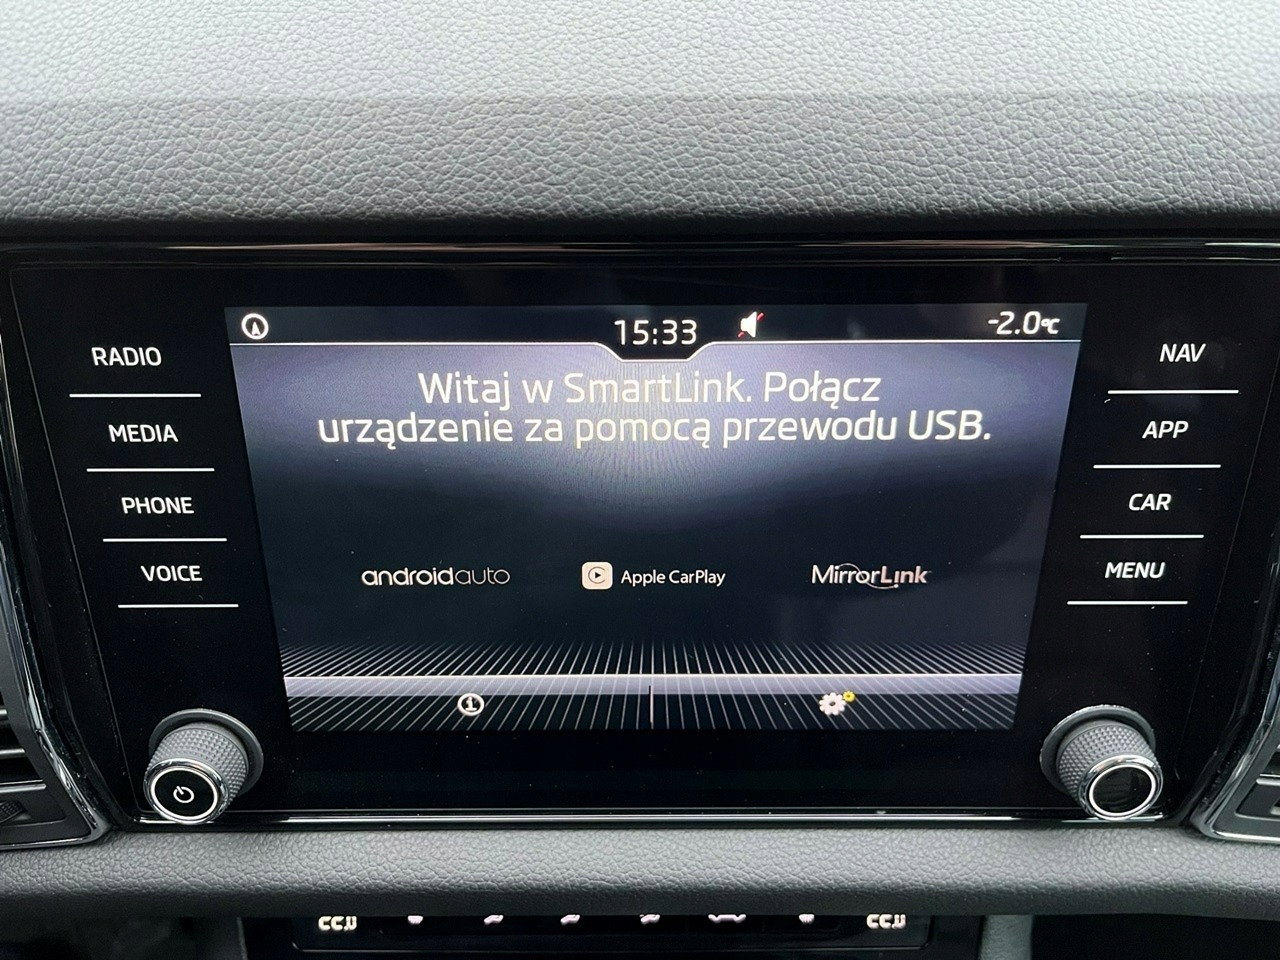 15:33
-2.0°C
RADIO
NAV
Witaj w SmartLink. Połącz
urządzenie za pomocą przewodu USB.
MEDIA
APP
PHONE
CAR
VOICE
androidauto
Apple CarPlay
MirrorLink
MENU